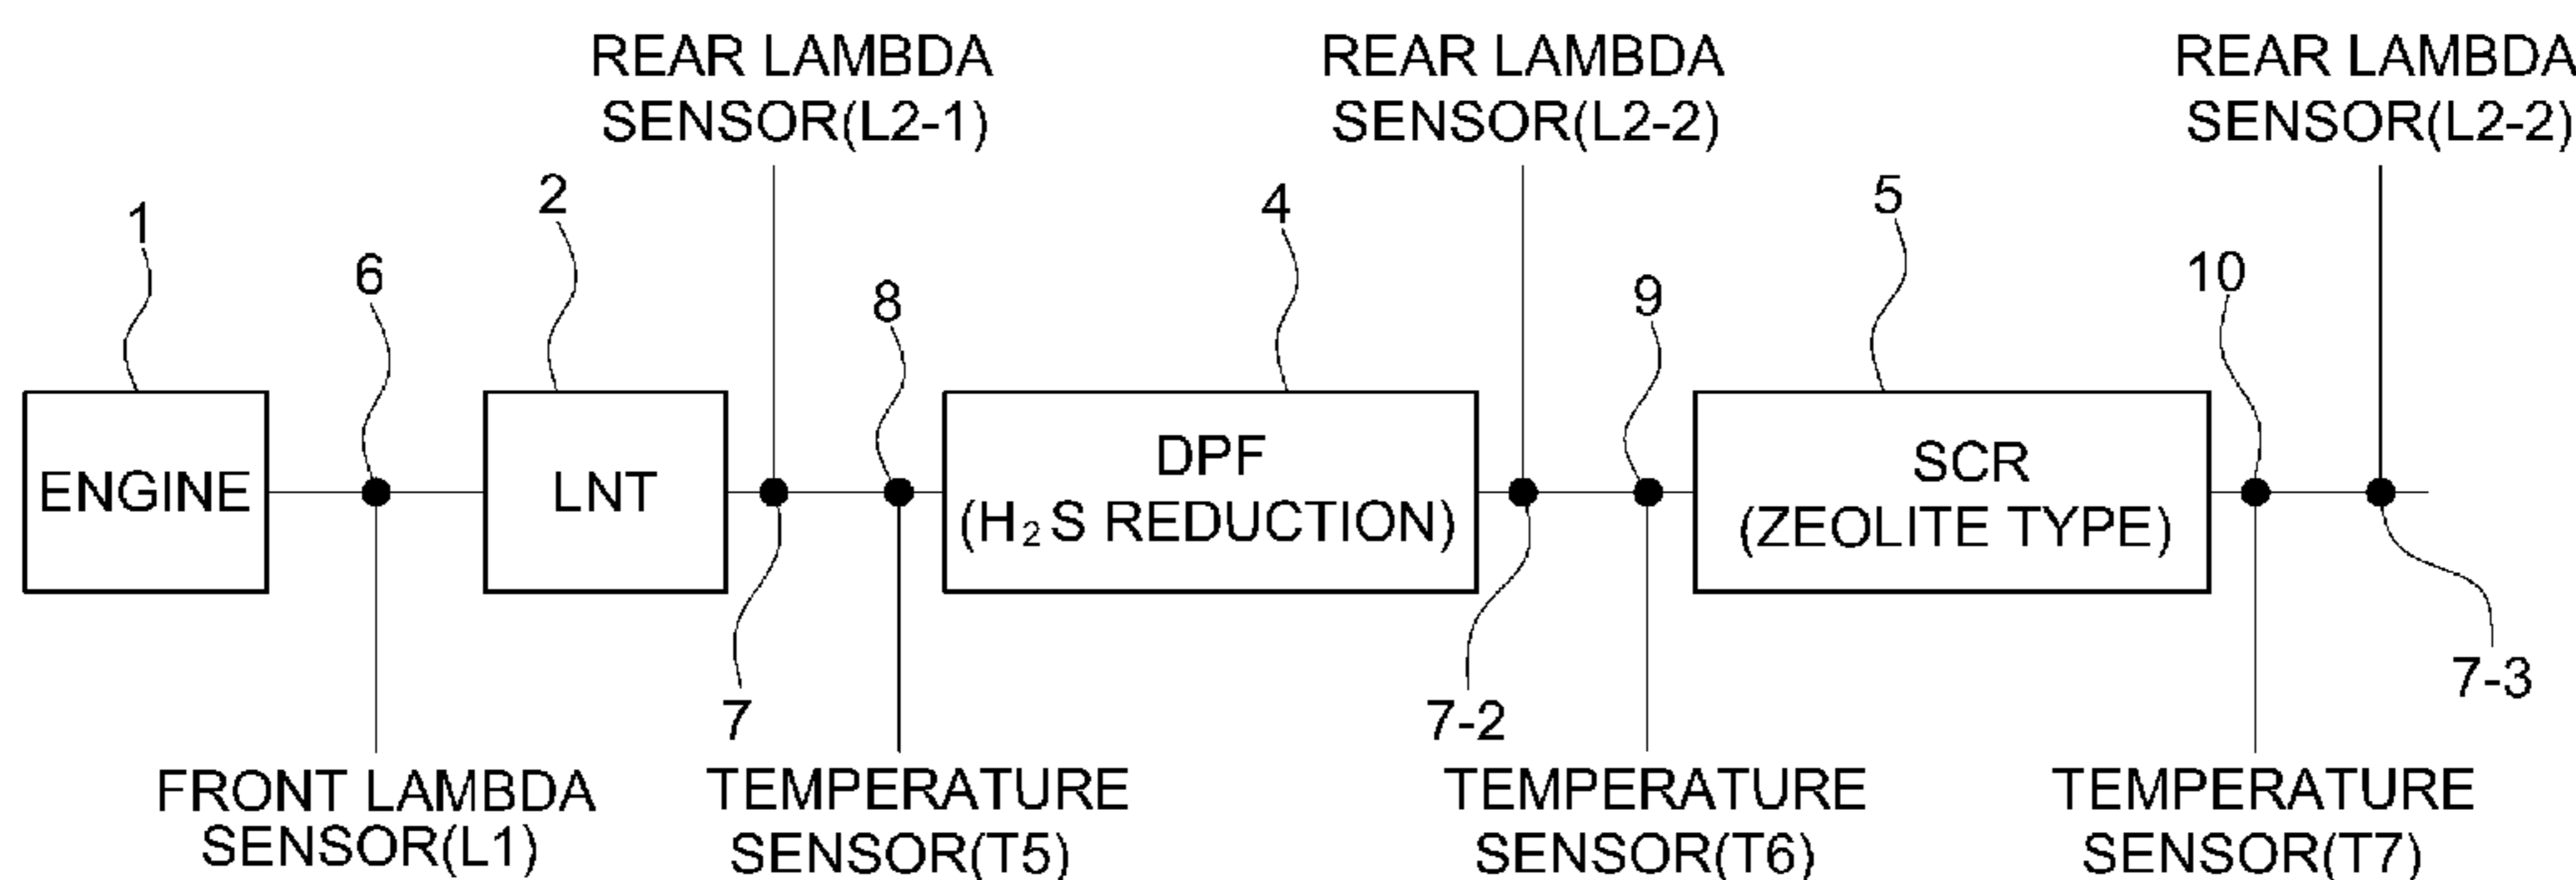 REAR LAMBDA
SENSOR(L2-1)
REAR LAMBDA
SENSOR(L2-2)
REAR LAMBDA
SENSOR(L2-2)
1
6
2
8
4
9
5
10
ENGINE
LNT
DPF
(H₂S REDUCTION)
SCR
(ZEOLITE TYPE)
7
7-2
7-3
FRONT LAMBDA
SENSOR(L1)
TEMPERATURE
SENSOR(T5)
TEMPERATURE
SENSOR(T6)
TEMPERATURE
SENSOR(T7)